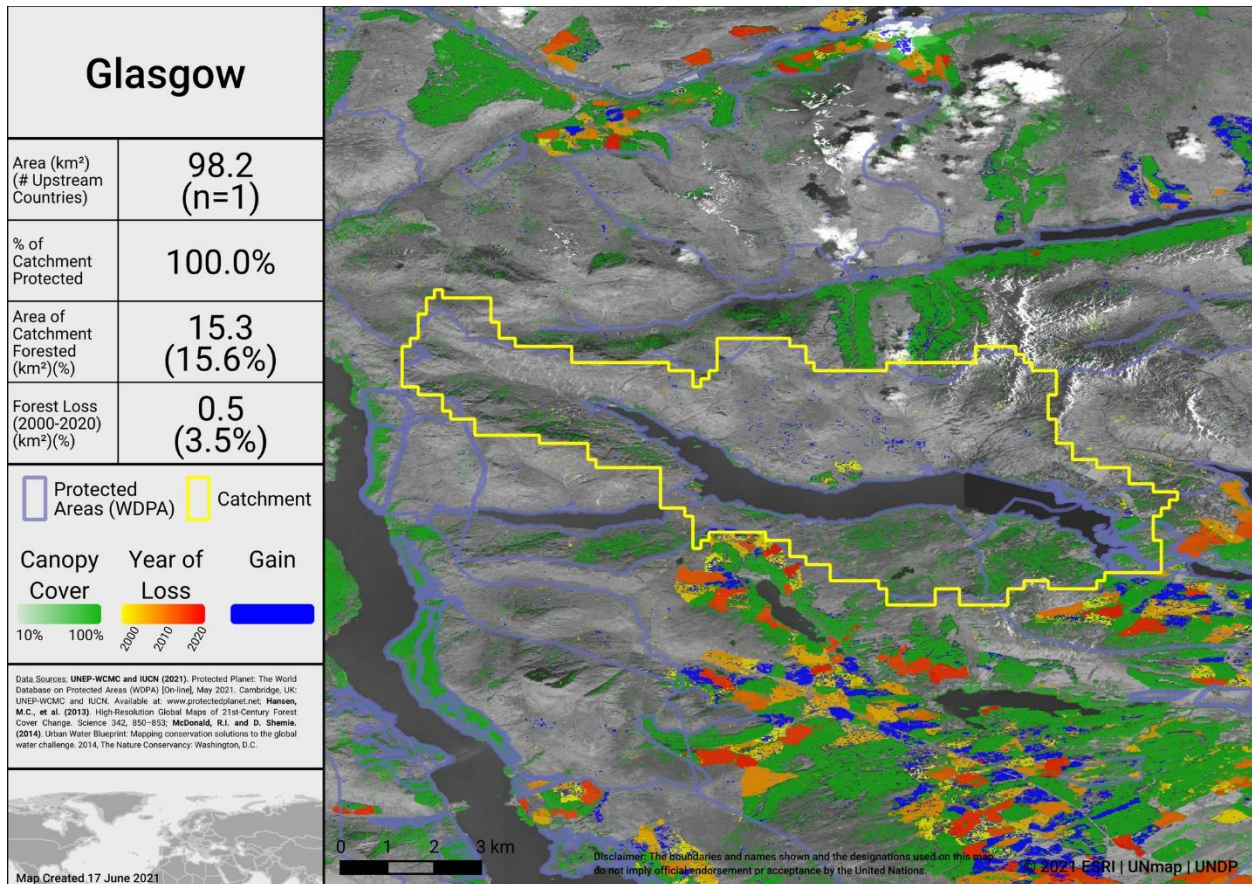 Glasgow
Area (km²)
(# Upstream
Countries)
98.2
(n=1)
% of
Catchment
Protected
100.0%
Area of
Catchment
Forested
(km²)(%)
15.3
(15.6%)
Forest Loss
(2000-2020)
(km²)(%)
0.5
(3.5%)
Protected
Areas (WDPA)
Catchment
Canopy
Cover
10% 100%
Year of
Loss
2000 2010 2020
Gain
Data Sources: UNEP-WCMC and IUCN (2021). Protected Planet: The World
Database on Protected Areas (WDPA) [On-line], May 2021. Cambridge, UK:
UNEP-WCMC and IUCN. Available at: www.protectedplanet.net; Hansen,
M.C., et al. (2013). High-Resolution Global Maps of 21st-Century Forest
Cover Change. Science 342, 850–853; McDonald, R.I. and D. Shemie.
(2014). Urban Water Blueprint: Mapping conservation solutions to the global
water challenge. 2014, The Nature Conservancy: Washington, D.C.
Map Created 17 June 2021
0 1 2 3 km
Disclaimer: The boundaries and names shown and the designations used on this map
do not imply official endorsement or acceptance by the United Nations.
© 2021 ESRI | UNmap | UNDP